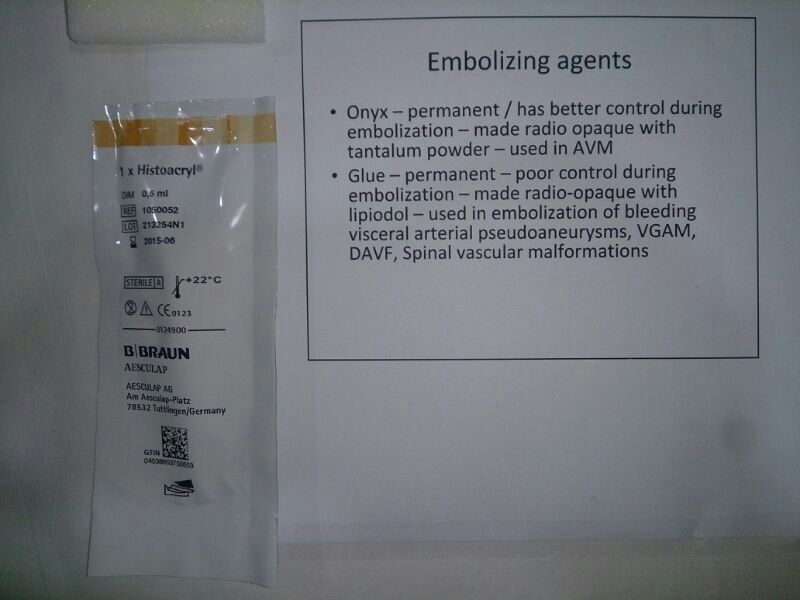 1 x Histoacryl®
DIM 0,5 ml
REF 1050052
LOT 213254N1
2015-06
STERILE A +22°C
CE 0123
0124900
B|BRAUN
AESCULAP
AESCULAP AG
Am Aesculap-Platz
78532 Tuttlingen/Germany
GTIN
04038653700653
Embolizing agents
• Onyx – permanent / has better control during
embolization – made radio opaque with
tantalum powder – used in AVM
• Glue – permanent – poor control during
embolization – made radio-opaque with
lipiodol – used in embolization of bleeding
visceral arterial pseudoaneurysms, VGAM,
DAVF, Spinal vascular malformations